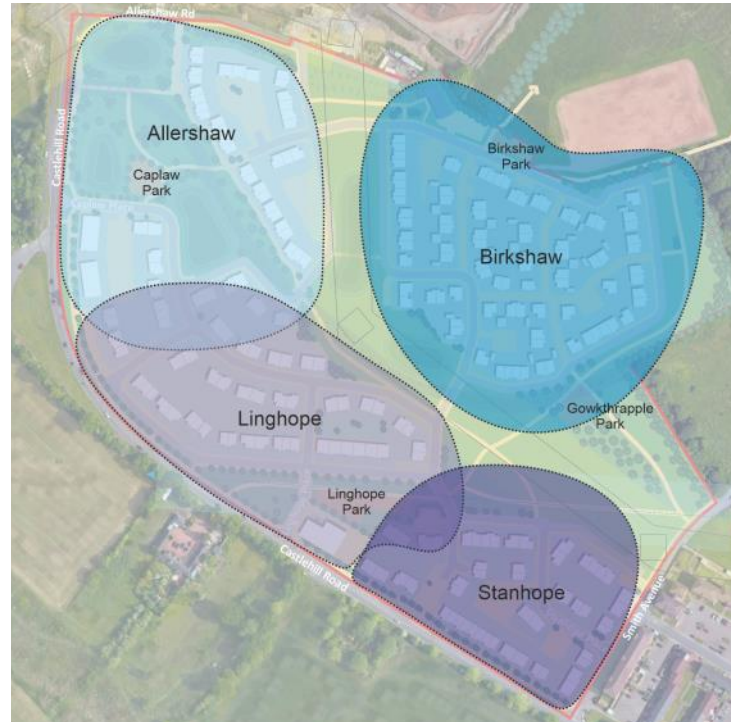 Allershaw Rd
Castlehill Road
Allershaw
Caplaw
Park
Birkshaw
Park
Birkshaw
Gowkthrapple
Park
Linghope
Linghope
Park
Castlehill Road
Stanhope
Smith Avenue